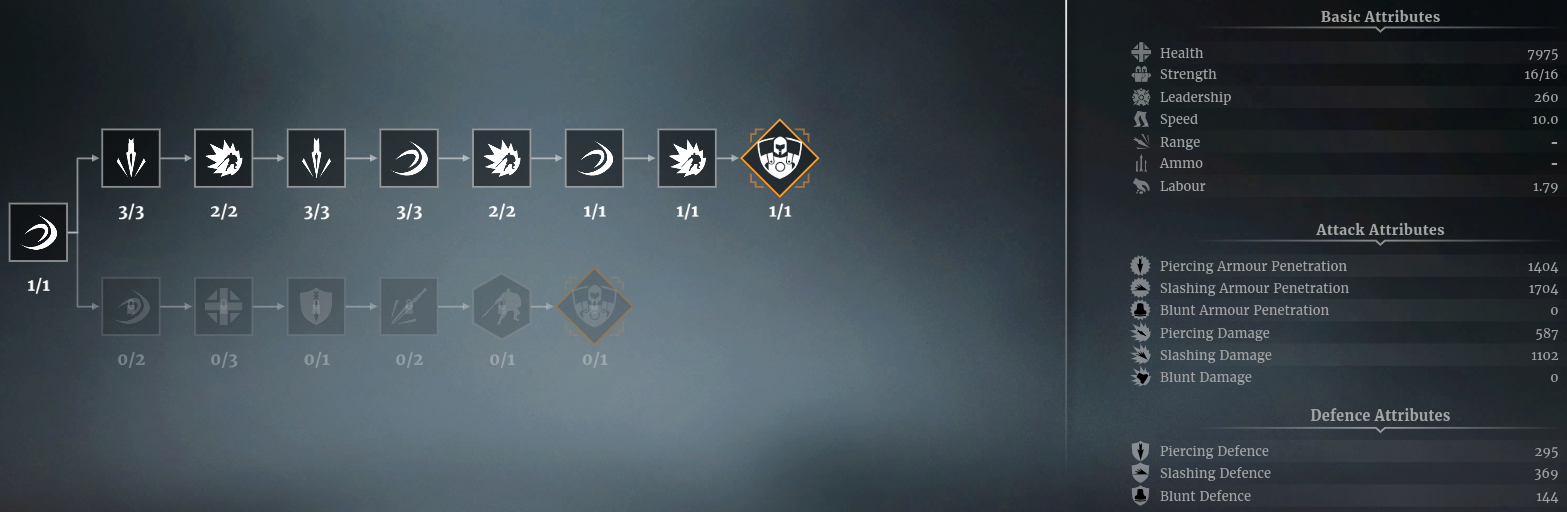 3/3 2/2 3/3 3/3 2/2 1/1 1/1 1/1
1/1
0/2 0/3 0/1 0/2 0/1 0/1
Basic Attributes
Health 7975
Strength 16/16
Leadership 260
Speed 10.0
Range -
Ammo -
Labour 1.79
Attack Attributes
Piercing Armour Penetration 1404
Slashing Armour Penetration 1704
Blunt Armour Penetration 0
Piercing Damage 587
Slashing Damage 1102
Blunt Damage 0
Defence Attributes
Piercing Defence 295
Slashing Defence 369
Blunt Defence 144